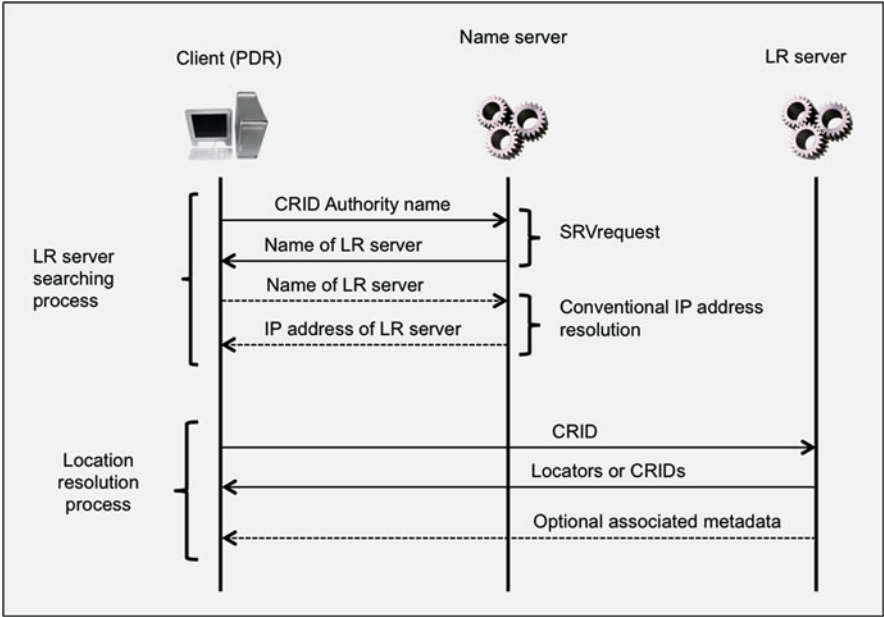 Client (PDR)
Name server
LR server
CRID Authority name
Name of LR server
SRVrequest
LR server
searching
process
Name of LR server
IP address of LR server
Conventional IP address
resolution
Location
resolution
process
CRID
Locators or CRIDs
Optional associated metadata